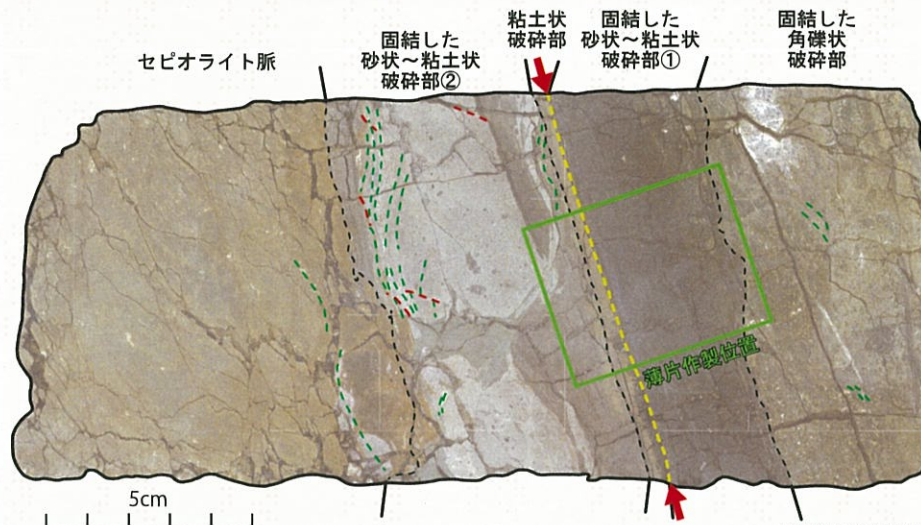 セピオライト脈
固結した
砂状～粘土状
破砕部②
粘土状
破砕部
固結した
砂状～粘土状
破砕部①
固結した
角礫状
破砕部
薄片作製位置
5cm